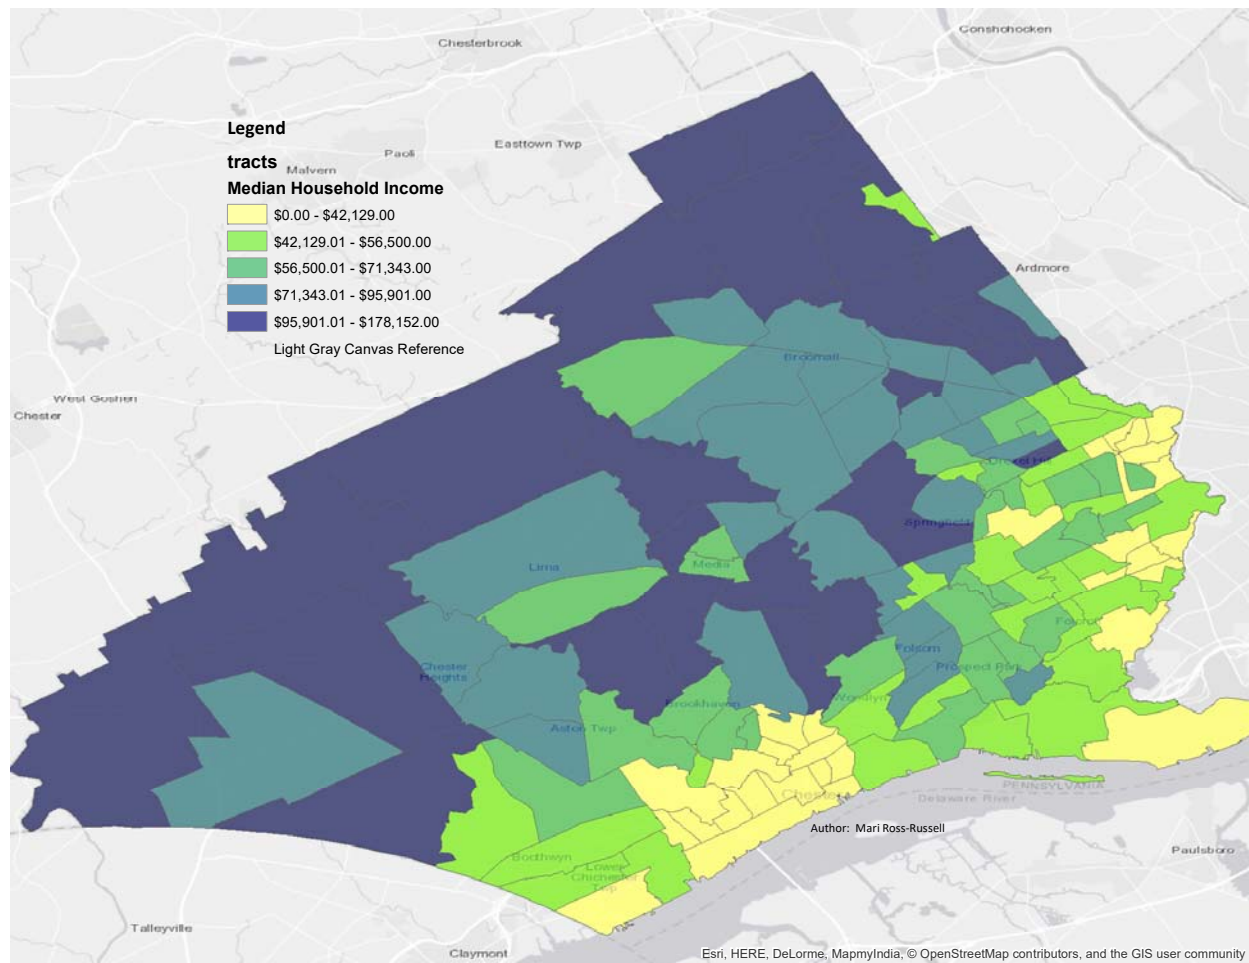 Conshohocken
Chesterbrook
Legend
tracts
Easttown Twp
Paoli
Malvern
Median Household Income
$0.00 - $42,129.00
$42,129.01 - $56,500.00
$56,500.01 - $71,343.00
Ardmore
$71,343.01 - $95,901.00
$95,901.01 - $178,152.00
Light Gray Canvas Reference
Broomall
West Goshen
Chester
Drexel Hill
Springfield
Media
Lima
Folcroft
Folsom
Chester
Heights
Prospect Park
Woodlyn
Brookhaven
Aston Twp
PENNSYLVANIA
Chester
Delaware River
Author: Mari Ross-Russell
Paulsboro
Boothwyn
Lower
Chichester
Twp
Talleyville
Claymont
Esri, HERE, DeLorme, MapmyIndia, © OpenStreetMap contributors, and the GIS user community